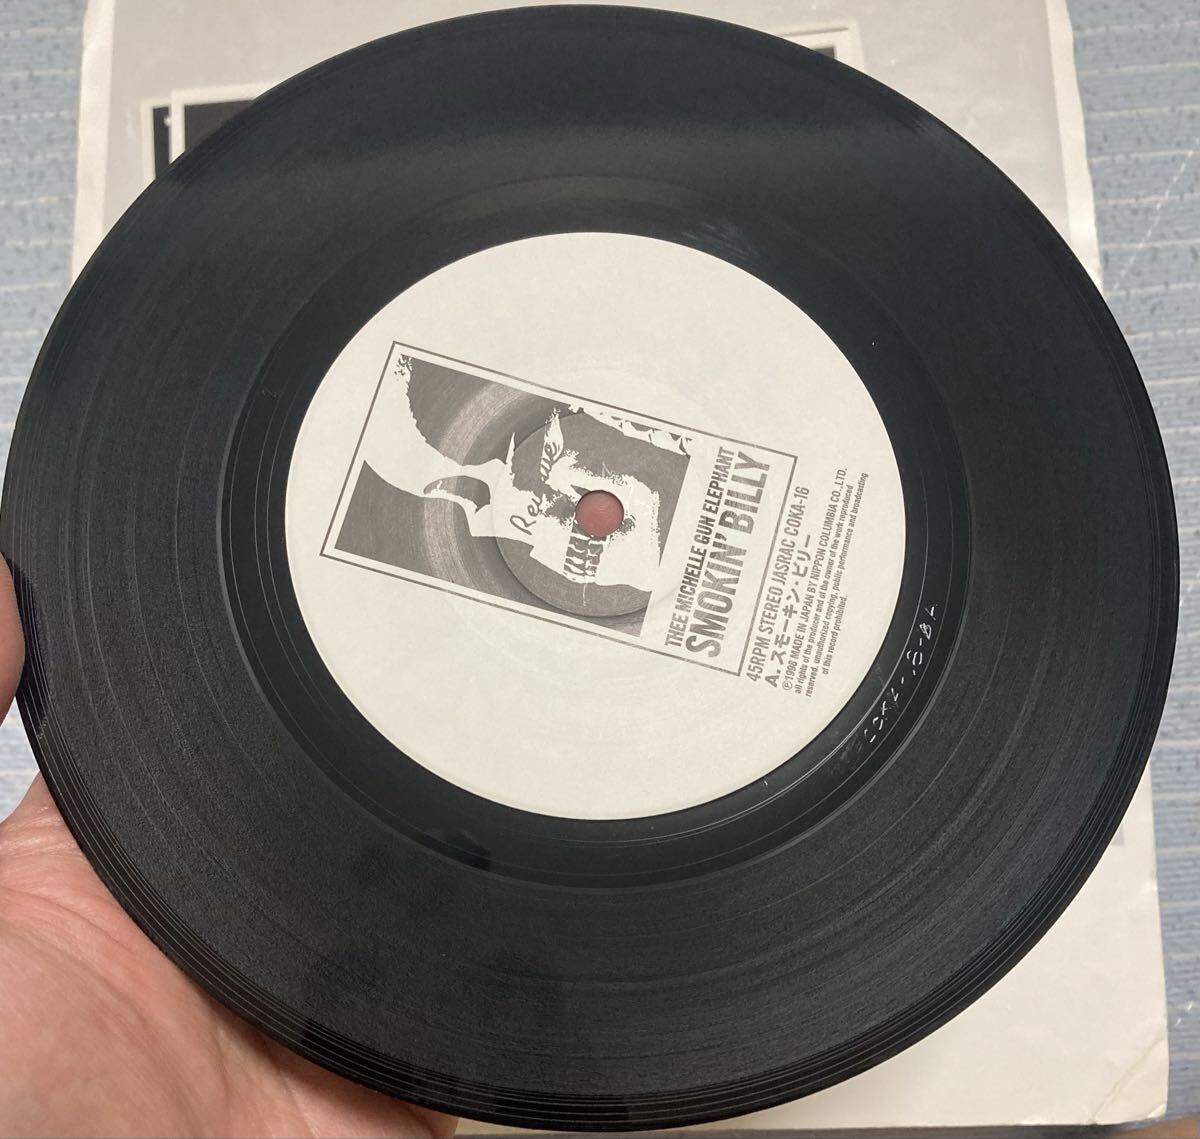 THEE MICHELLE GUN ELEPHANT
SMOKIN' BILLY
45RPM STEREO JASRAC COKA-16
A. スモーキン・ビリー
℗1998 MADE IN JAPAN BY NIPPON COLUMBIA CO., LTD.
all rights of the producer and of the owner of the work reproduced
reserved. unauthorized copying, public performance and broadcasting
of this record prohibited.